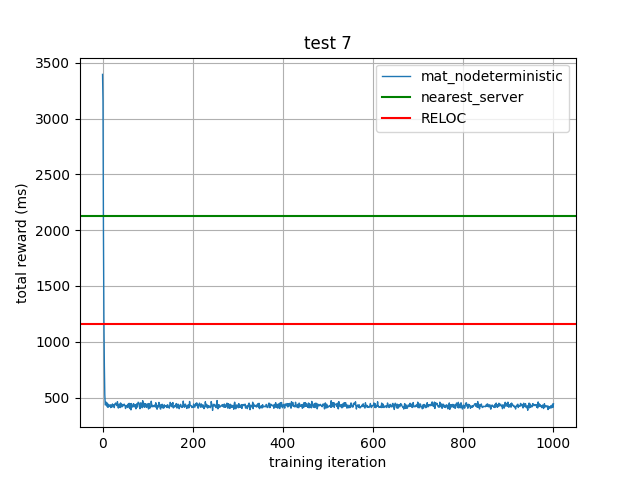 test 7
3500
3000
2500
2000
1500
1000
500
total reward (ms)
mat_nodeterministic
nearest_server
RELOC
0
200
400
600
800
1000
training iteration